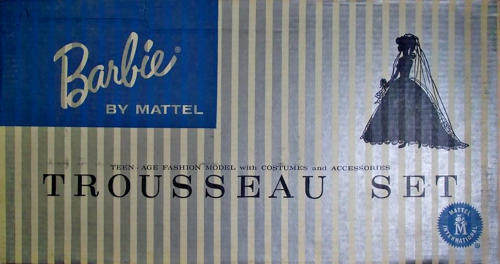 Barbie®
BY MATTEL
TEEN-AGE FASHION MODEL with COSTUMES and ACCESSORIES
TROUSSEAU SET
MATTEL
M
INTERNATIONAL
®